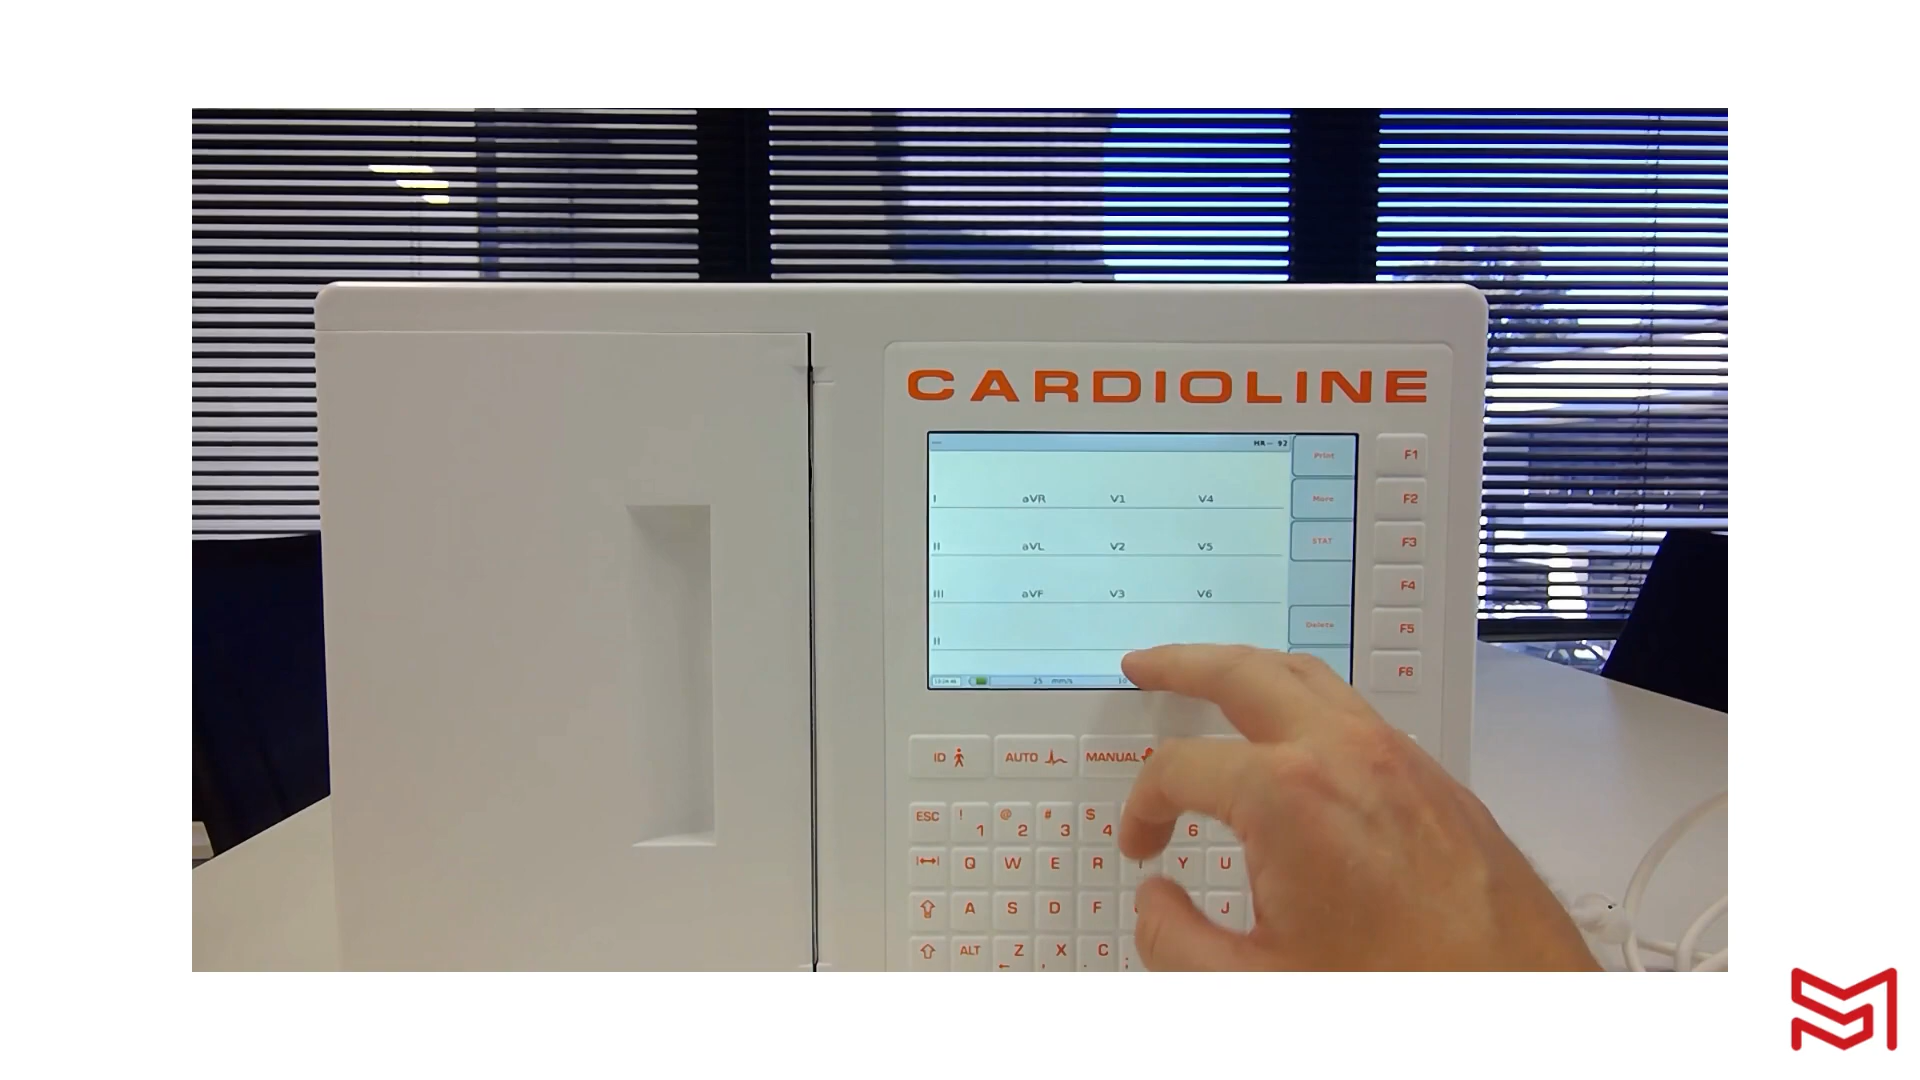 CARDIOLINE
HR-- 92
Print
F1
I aVR V1 V4
More
F2
II aVL V2 V5
STAT
F3
III aVF V3 V6
F4
II
Delete
F5
F6
25 mm/s 10
ID AUTO MANUAL
ESC ! 1 @ 2 # 3 $ 4 6
Q W E R Y U
A S D F J
ALT Z X C